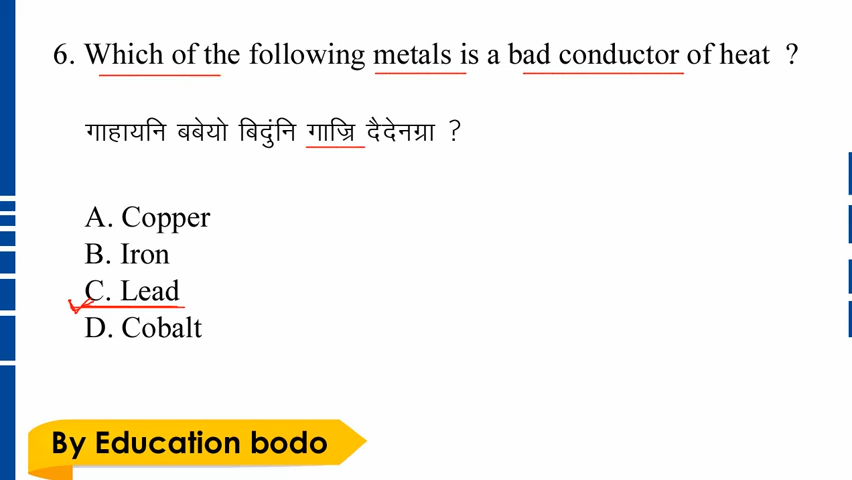 6. Which of the following metals is a bad conductor of heat ?
गाहायनि बबेयो बिदुंनि गाज्रि दैदेनग्रा ?
A. Copper
B. Iron
C. Lead
D. Cobalt
By Education bodo